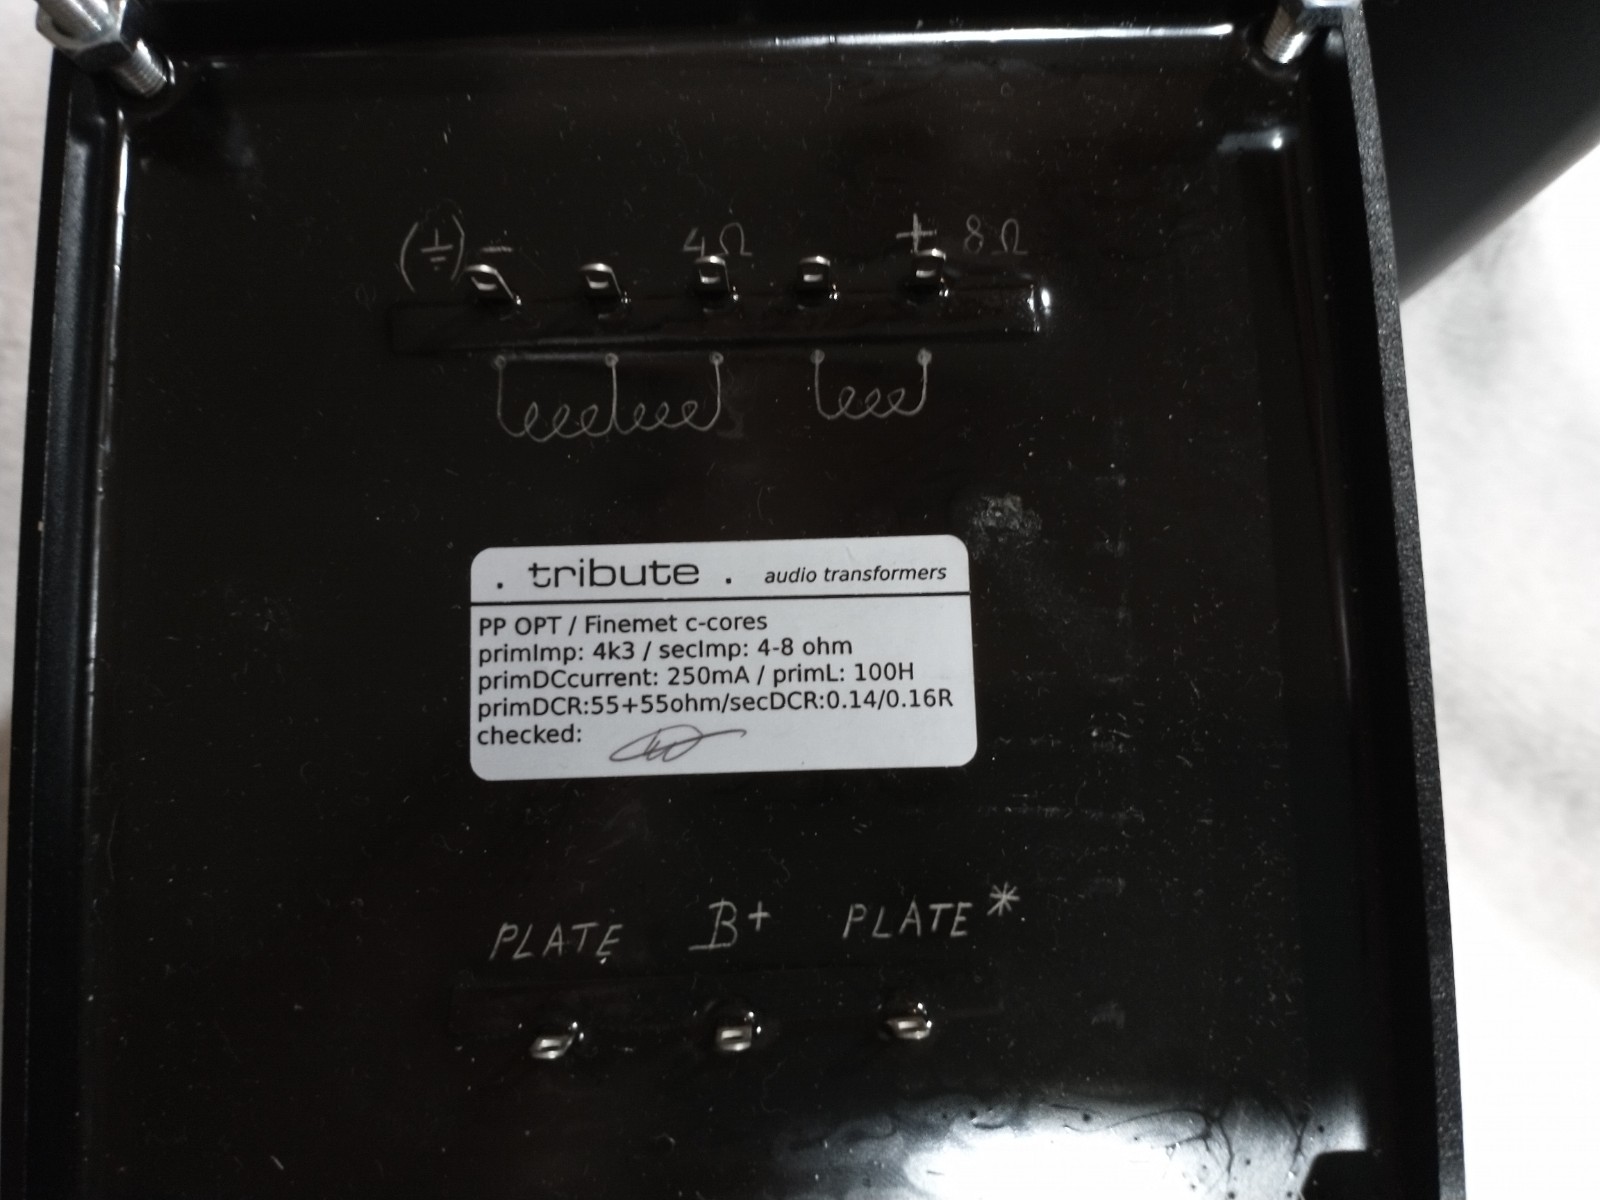 (⏚) − 4Ω + 8Ω
. tribute . audio transformers
PP OPT / Finemet c-cores
primImp: 4k3 / secImp: 4-8 ohm
primDCcurrent: 250mA / primL: 100H
primDCR:55+55ohm/secDCR:0.14/0.16R
checked:
PLATE B+ PLATE*